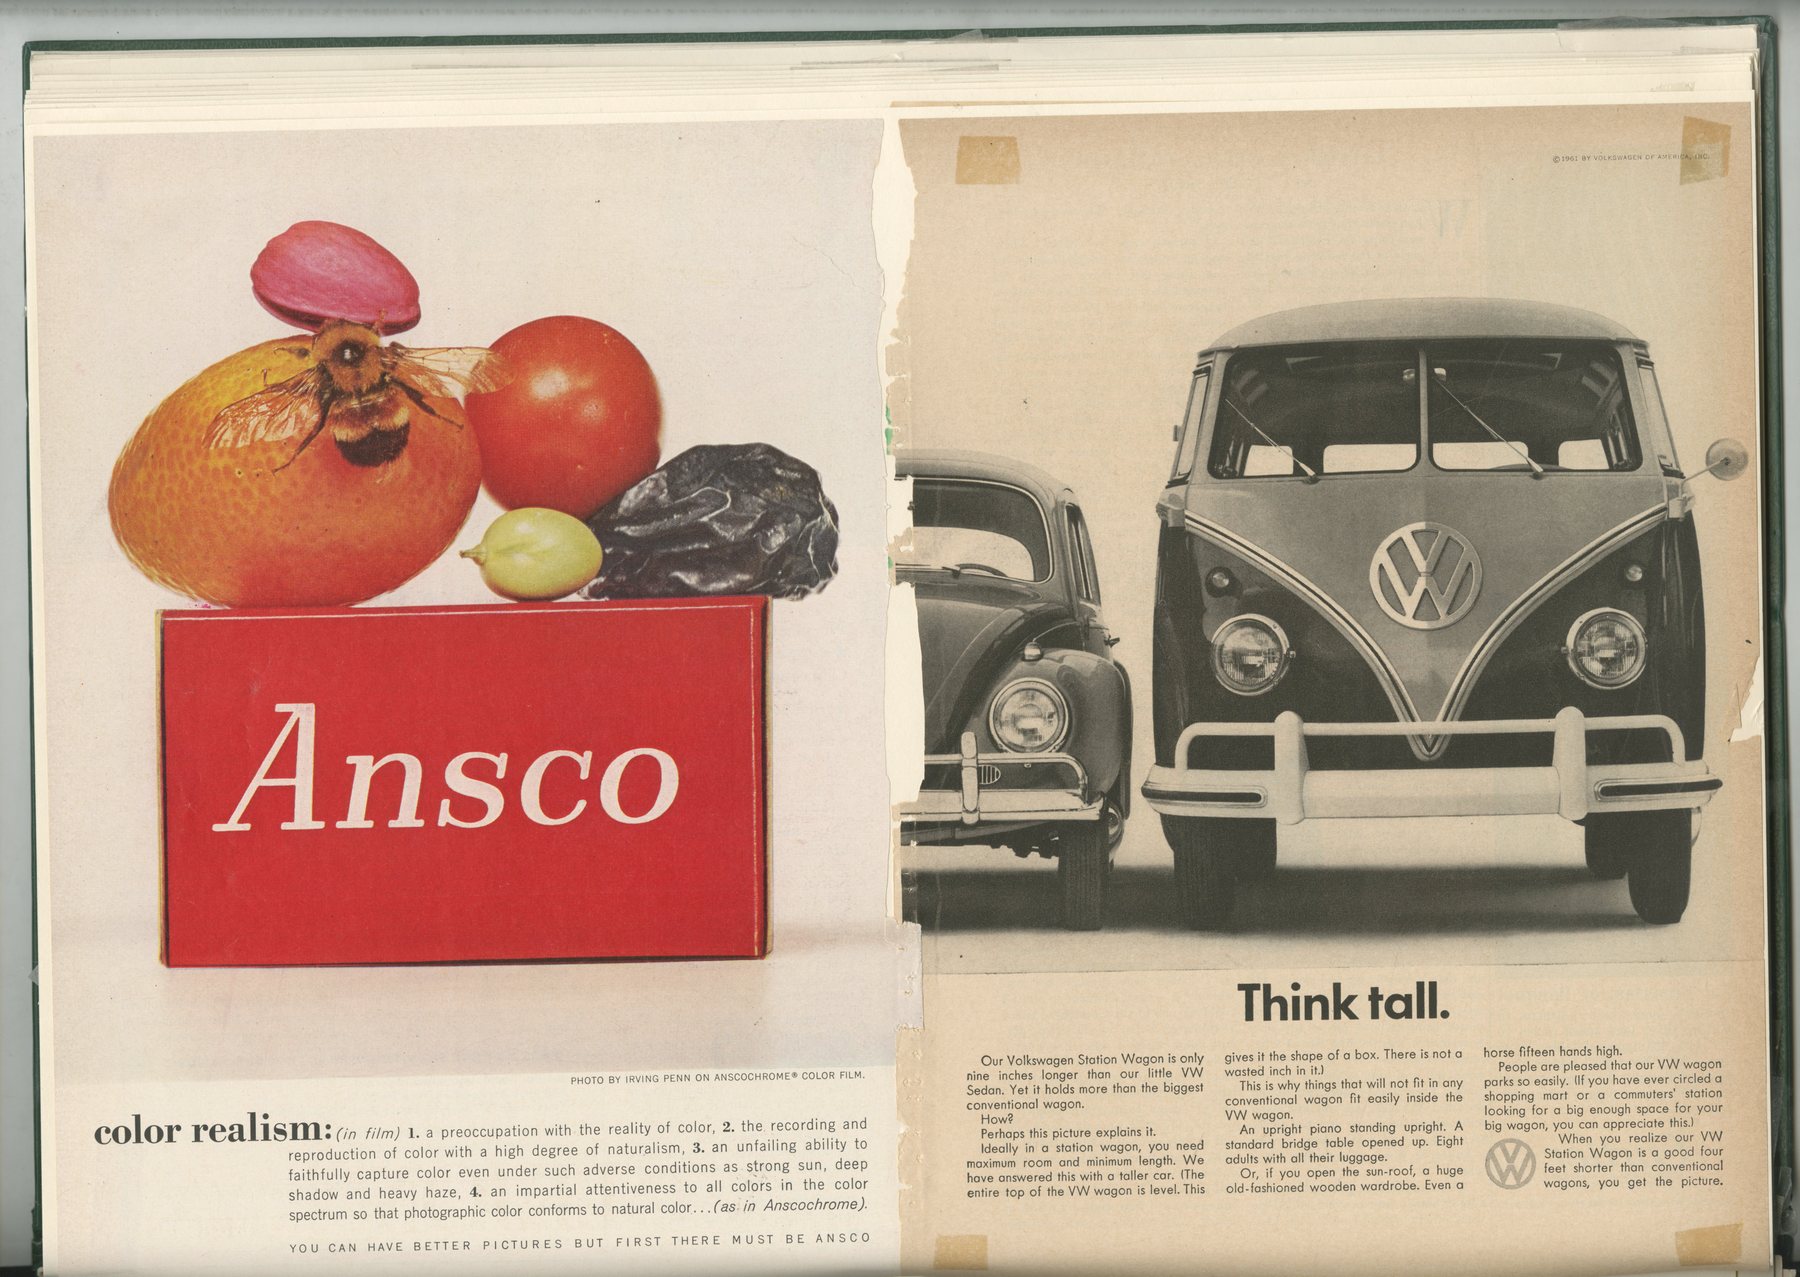 Ansco
PHOTO BY IRVING PENN ON ANSCOCHROME® COLOR FILM.
color realism: (in film) 1. a preoccupation with the reality of color, 2. the recording and
reproduction of color with a high degree of naturalism, 3. an unfailing ability to
faithfully capture color even under such adverse conditions as strong sun, deep
shadow and heavy haze, 4. an impartial attentiveness to all colors in the color
spectrum so that photographic color conforms to natural color...(as in Anscochrome).
YOU CAN HAVE BETTER PICTURES BUT FIRST THERE MUST BE ANSCO
© 1961 BY VOLKSWAGEN OF AMERICA, INC.
VW
Think tall.
Our Volkswagen Station Wagon is only
nine inches longer than our little VW
Sedan. Yet it holds more than the biggest
conventional wagon.
How?
Perhaps this picture explains it.
Ideally in a station wagon, you need
maximum room and minimum length. We
have answered this with a taller car. (The
entire top of the VW wagon is level. This
gives it the shape of a box. There is not a
wasted inch in it.)
This is why things that will not fit in any
conventional wagon fit easily inside the
VW wagon.
An upright piano standing upright. A
standard bridge table opened up. Eight
adults with all their luggage.
Or, if you open the sun-roof, a huge
old-fashioned wooden wardrobe. Even a
horse fifteen hands high.
People are pleased that our VW wagon
parks so easily. (If you have ever circled a
shopping mart or a commuters' station
looking for a big enough space for your
big wagon, you can appreciate this.)
When you realize our VW
Station Wagon is a good four
feet shorter than conventional
wagons, you get the picture.
VW